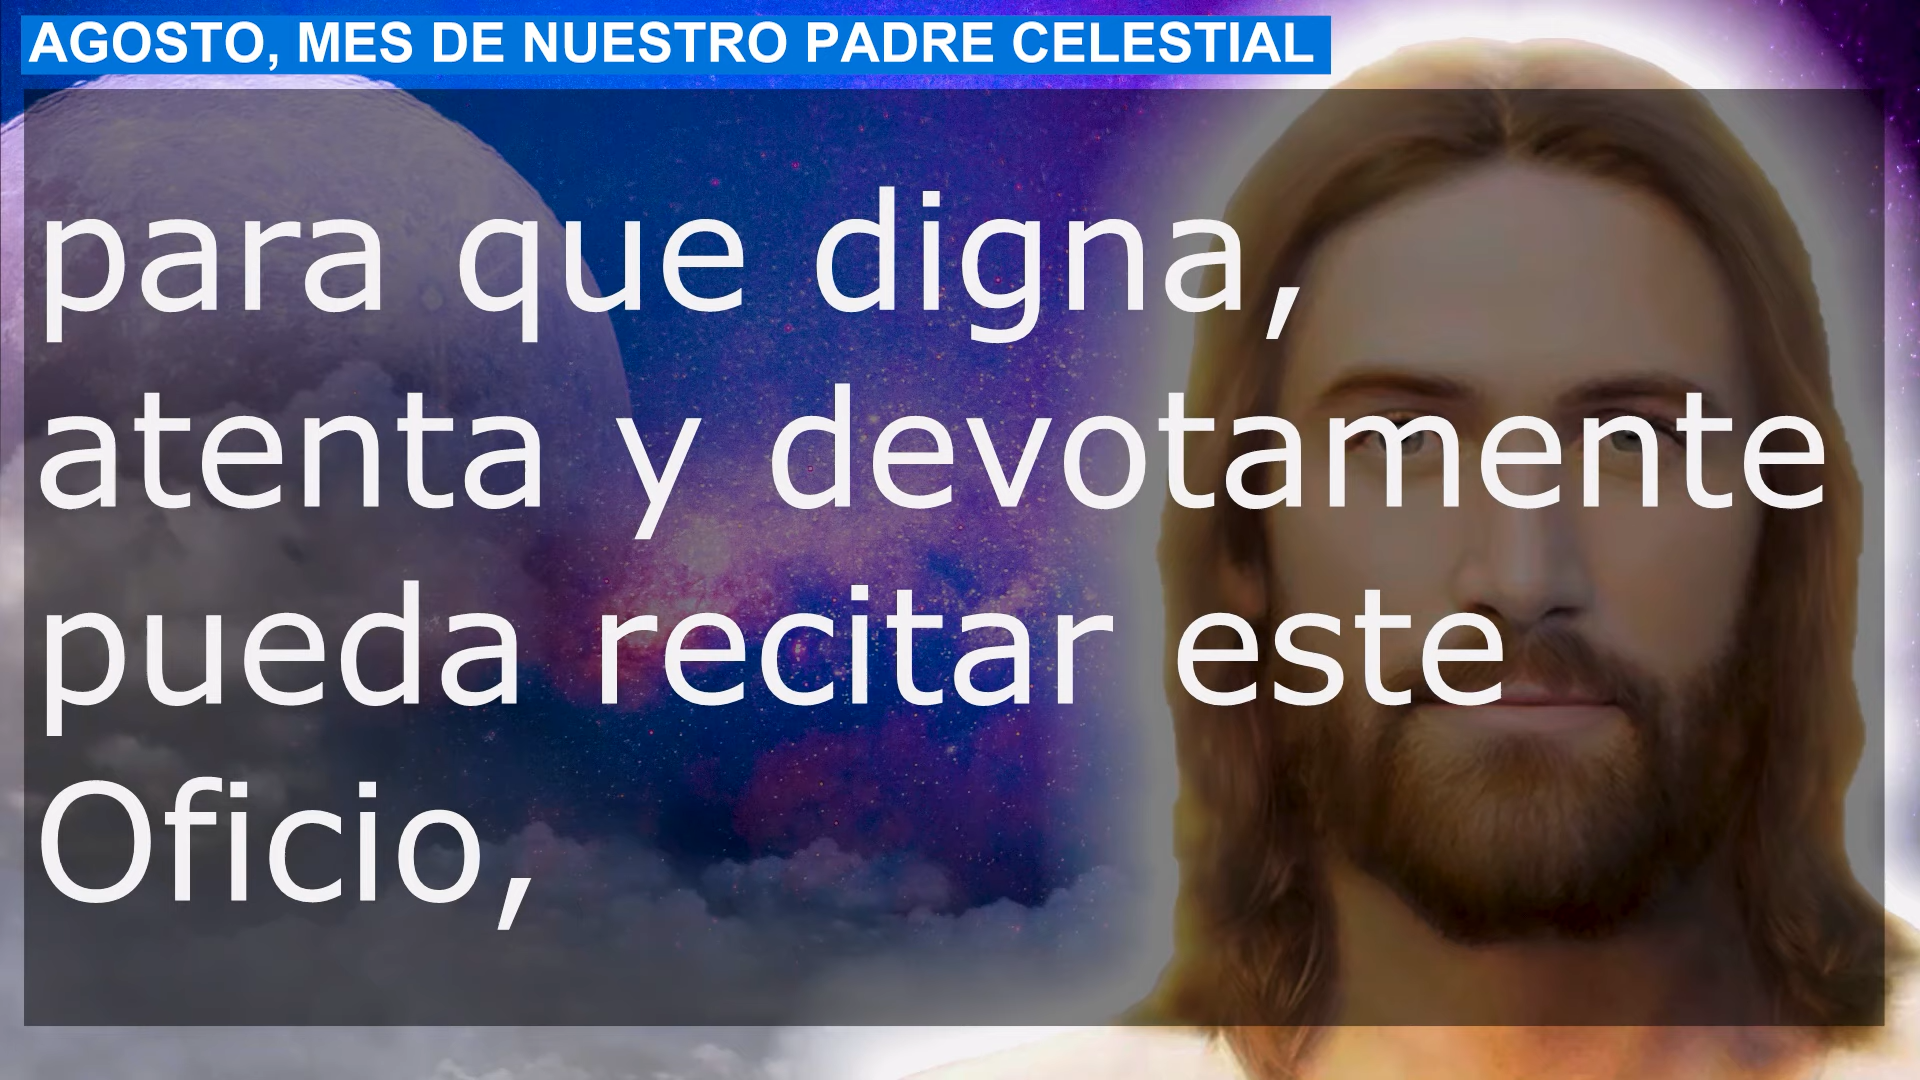 AGOSTO, MES DE NUESTRO PADRE CELESTIAL
para que digna,
atenta y devotamente
pueda recitar este
Oficio,